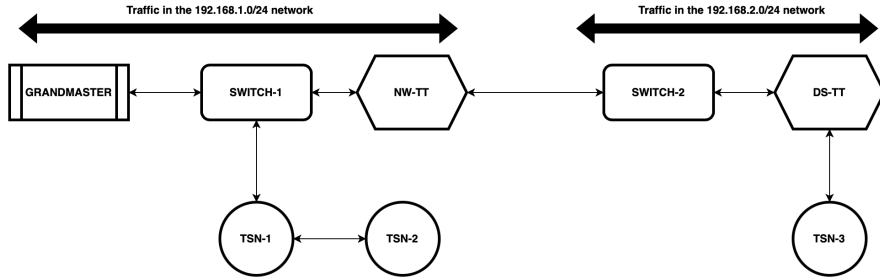 Traffic in the 192.168.1.0/24 network
Traffic in the 192.168.2.0/24 network
GRANDMASTER
SWITCH-1
NW-TT
SWITCH-2
DS-TT
TSN-1
TSN-2
TSN-3